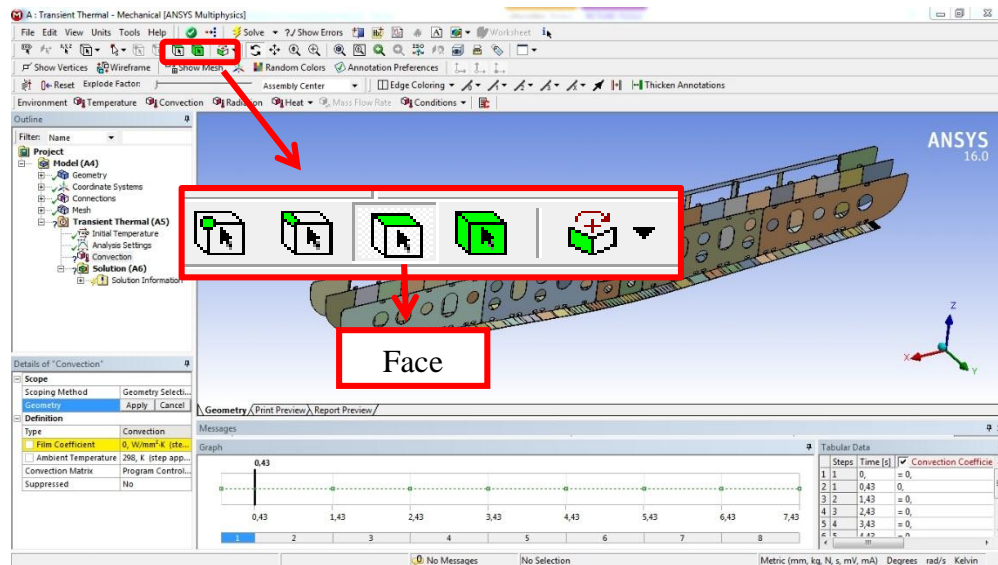 A : Transient Thermal - Mechanical [ANSYS Multiphysics]
File Edit View Units Tools Help Solve ?/ Show Errors Worksheet
Show Vertices Wireframe Show Mesh Random Colors Annotation Preferences
Reset Explode Factor: Assembly Center Edge Coloring Thicken Annotations
Environment Temperature Convection Radiation Heat Mass Flow Rate Conditions
Outline
Filter: Name
Project
Model (A4)
Geometry
Coordinate Systems
Connections
Mesh
Transient Thermal (A5)
Initial Temperature
Analysis Settings
Convection
Solution (A6)
Solution Information
ANSYS
16.0
Face
Z
X
Y
Details of "Convection"
Scope
Scoping Method Geometry Selecti...
Geometry Apply Cancel
Definition
Type Convection
Film Coefficient 0, W/mm²·K (ste...
Ambient Temperature 298, K (step app...
Convection Matrix Program Control...
Suppressed No
Geometry Print Preview Report Preview
Messages
Graph
0,43
0,43 1,43 2,43 3,43 4,43 5,43 6,43 7,43
1 2 3 4 5 6 7 8
Tabular Data
Steps Time [s] Convection Coefficie
1 1 0, = 0,
2 1 0,43 0,
3 2 1,43 = 0,
4 3 2,43 = 0,
5 4 3,43 = 0,
No Messages No Selection Metric (mm, kg, N, s, mV, mA) Degrees rad/s Kelvin